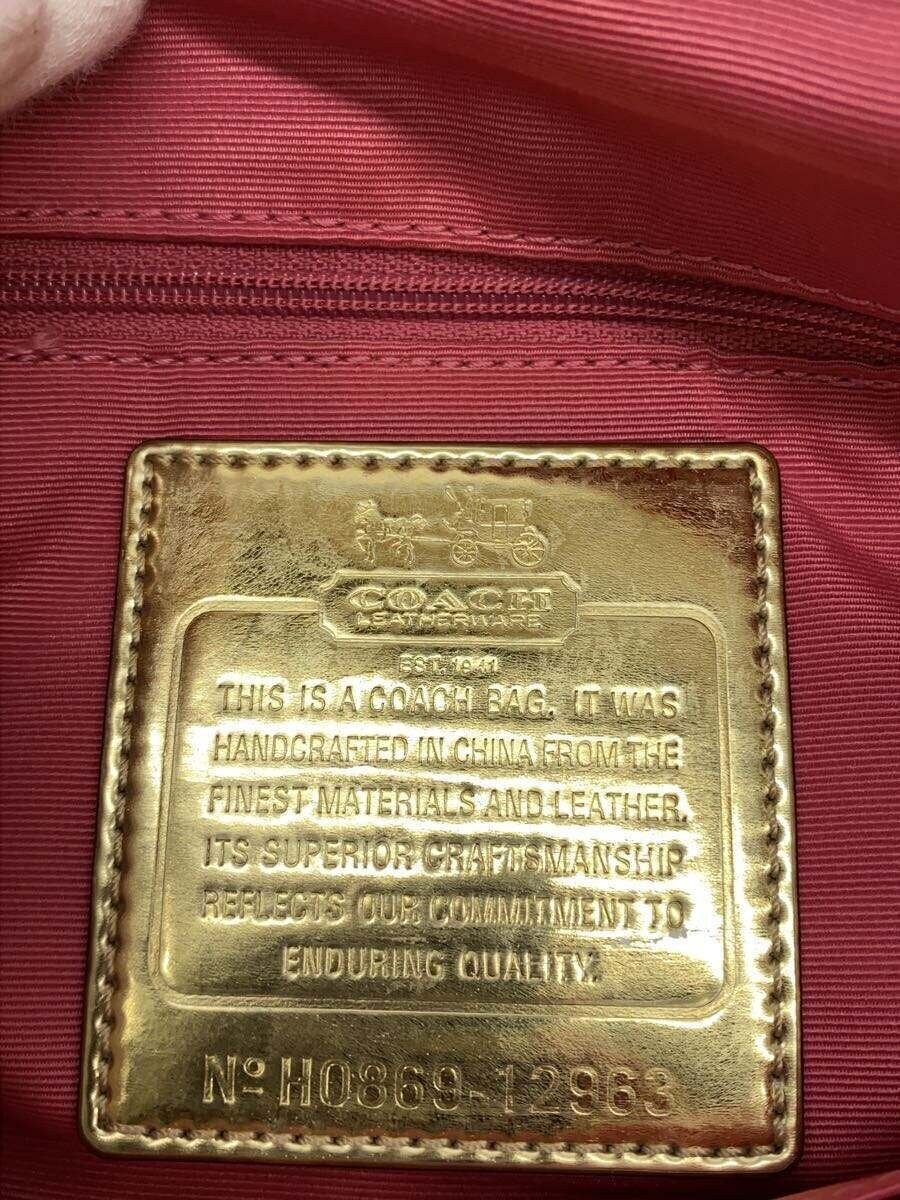 COACH
LEATHERWARE
EST. 1941
THIS IS A COACH BAG. IT WAS
HANDCRAFTED IN CHINA FROM THE
FINEST MATERIALS AND LEATHER.
ITS SUPERIOR CRAFTSMANSHIP
REFLECTS OUR COMMITMENT TO
ENDURING QUALITY.
Nº H0869-12963